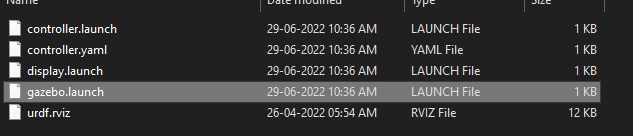 Name Date modified Type Size
controller.launch 29-06-2022 10:36 AM LAUNCH File 1 KB
controller.yaml 29-06-2022 10:36 AM YAML File 1 KB
display.launch 29-06-2022 10:36 AM LAUNCH File 1 KB
gazebo.launch 29-06-2022 10:36 AM LAUNCH File 1 KB
urdf.rviz 26-04-2022 05:54 AM RVIZ File 12 KB